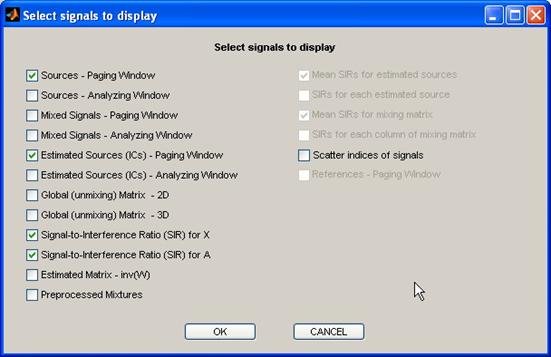 Select signals to display
Select signals to display
Sources - Paging Window
Sources - Analyzing Window
Mixed Signals - Paging Window
Mixed Signals - Analyzing Window
Estimated Sources (ICs) - Paging Window
Estimated Sources (ICs) - Analyzing Window
Global (unmixing) Matrix - 2D
Global (unmixing) Matrix - 3D
Signal-to-Interference Ratio (SIR) for X
Signal-to-Interference Ratio (SIR) for A
Estimated Matrix - inv(W)
Preprocessed Mixtures
Mean SIRs for estimated sources
SIRs for each estimated source
Mean SIRs for mixing matrix
SIRs for each column of mixing matrix
Scatter indices of signals
References - Paging Window
OK
CANCEL